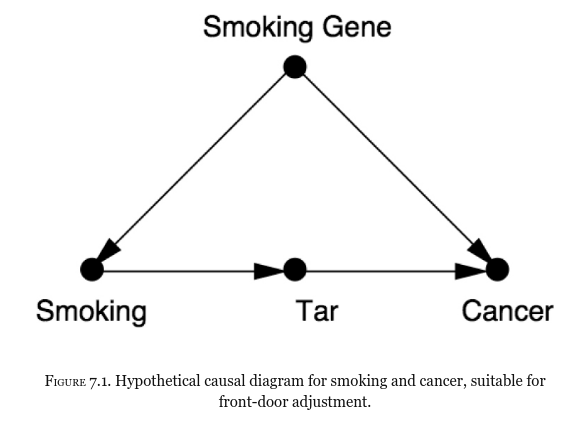 Smoking Gene
Smoking
Tar
Cancer
Figure 7.1. Hypothetical causal diagram for smoking and cancer, suitable for
front-door adjustment.